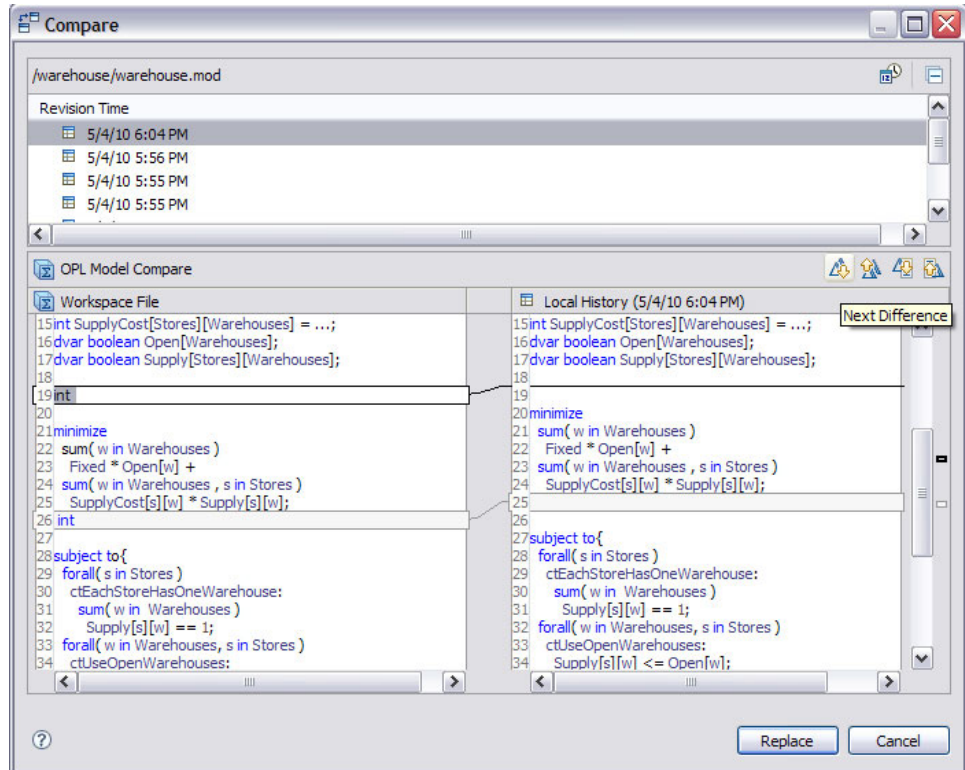 Compare
/warehouse/warehouse.mod
Revision Time
5/4/10 6:04 PM
5/4/10 5:56 PM
5/4/10 5:55 PM
5/4/10 5:55 PM
OPL Model Compare
Workspace File
Local History (5/4/10 6:04 PM)
Next Difference
15int SupplyCost[Stores][Warehouses] = ...;
16dvar boolean Open[Warehouses];
17dvar boolean Supply[Stores][Warehouses];
18
19int
20
21minimize
22 sum( w in Warehouses )
23 Fixed * Open[w] +
24 sum( w in Warehouses , s in Stores )
25 SupplyCost[s][w] * Supply[s][w];
26 int
27
28subject to{
29 forall( s in Stores )
30 ctEachStoreHasOneWarehouse:
31 sum( w in Warehouses )
32 Supply[s][w] == 1;
33 forall( w in Warehouses, s in Stores )
34 ctUseOpenWarehouses:
15int SupplyCost[Stores][Warehouses] = ...;
16dvar boolean Open[Warehouses];
17dvar boolean Supply[Stores][Warehouses];
18
19
20minimize
21 sum( w in Warehouses )
22 Fixed * Open[w] +
23 sum( w in Warehouses , s in Stores )
24 SupplyCost[s][w] * Supply[s][w];
25
26
27subject to{
28 forall( s in Stores )
29 ctEachStoreHasOneWarehouse:
30 sum( w in Warehouses )
31 Supply[s][w] == 1;
32 forall( w in Warehouses, s in Stores )
33 ctUseOpenWarehouses:
34 Supply[s][w] <= Open[w];
Replace
Cancel